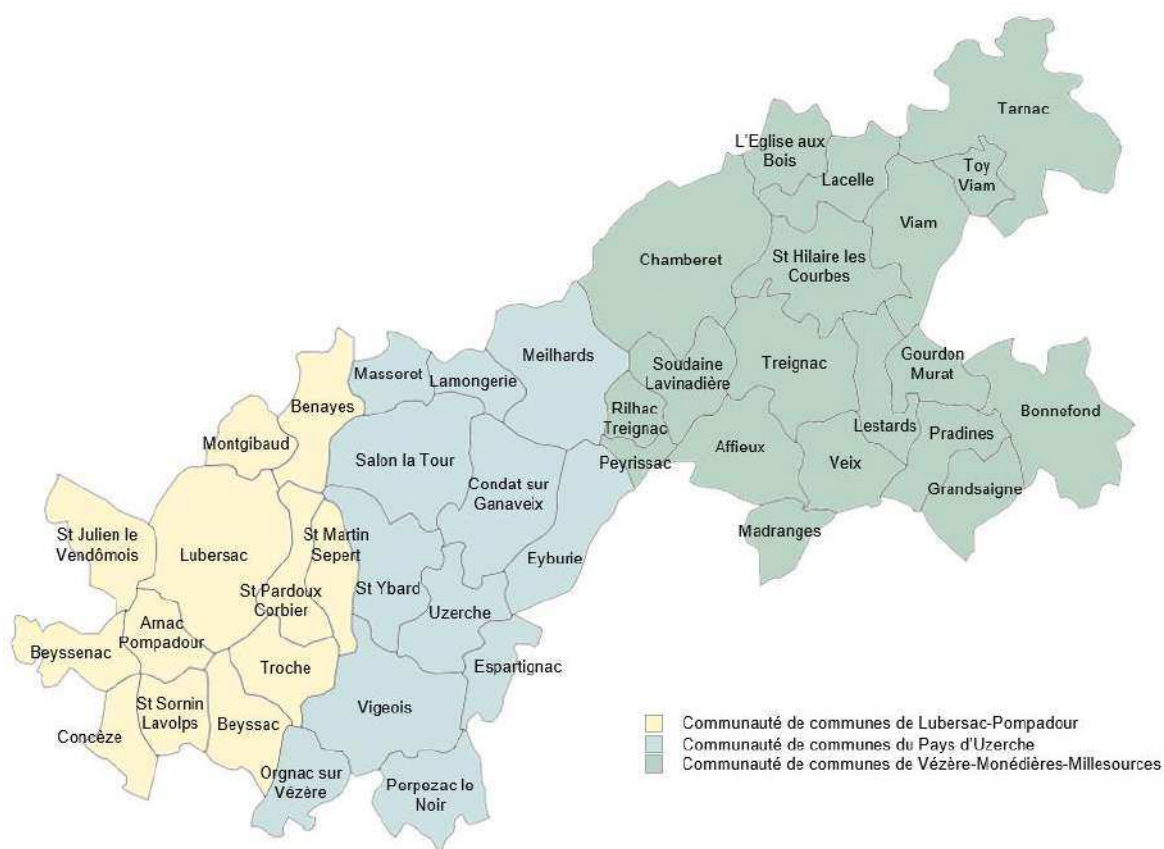 Tarnac
L'Eglise aux
Bois
Lacelle
Toy
Viam
Viam
Chamberet
St Hilaire les
Courbes
Meilhards
Soudaine
Lavinadière
Treignac
Gourdon
Murat
Masseret
Lamongerie
Benayes
Rilhac
Treignac
Bonnefond
Lestards
Pradines
Montgibaud
Salon la Tour
Affieux
Veix
Peyrissac
Condat sur
Ganaveix
Grandsaigne
Madranges
St Julien le
Vendômois
Lubersac
St Martin
Sepert
Eyburie
St Ybard
St Pardoux
Corbier
Uzerche
Arnac
Pompadour
Beyssenac
Troche
Espartignac
St Sornin
Lavolps
Beyssac
Vigeois
Concèze
Orgnac sur
Vézère
Perpezac le
Noir
Communauté de communes de Lubersac-Pompadour
Communauté de communes du Pays d'Uzerche
Communauté de communes de Vézère-Monédières-Millesources